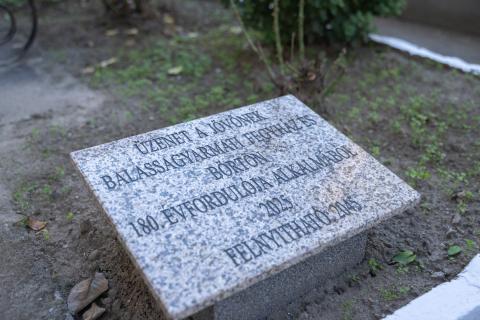 ÜZENET A JÖVŐNEK
BALASSAGYARMATI FEGYHÁZ ÉS
BÖRTÖN
180. ÉVFORDULÓJA ALKALMÁBÓL
2025
FELNYITHATÓ: 2045